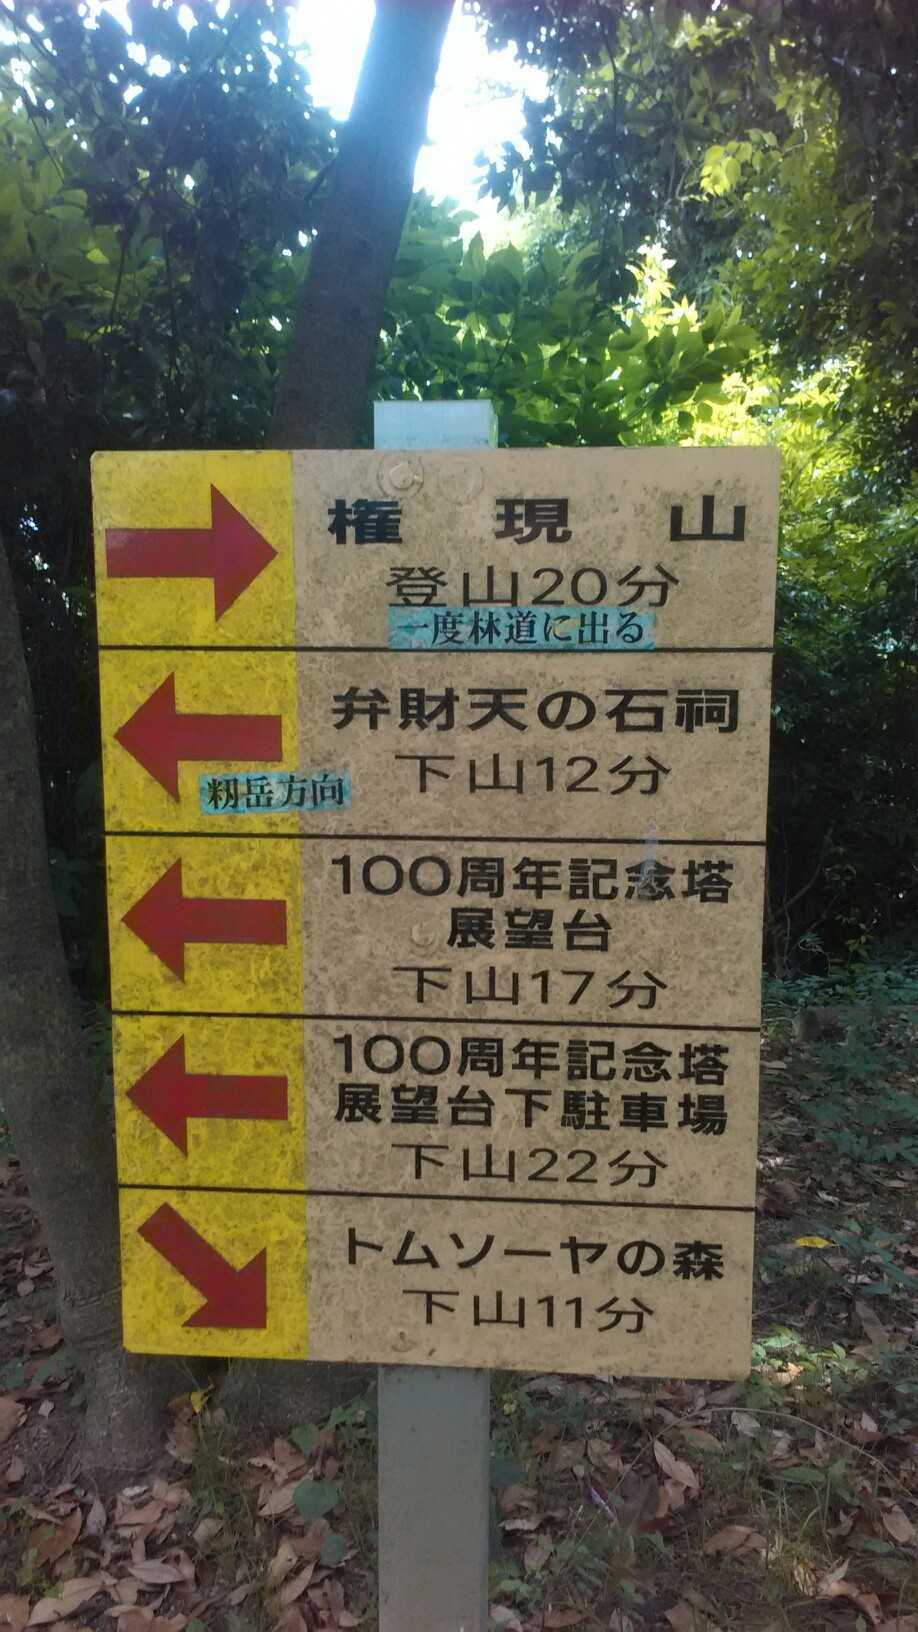 権現山
登山20分
一度林道に出る
弁財天の石祠
下山12分
籾岳方向
100周年記念塔
展望台
下山17分
100周年記念塔
展望台下駐車場
下山22分
トムソーヤの森
下山11分